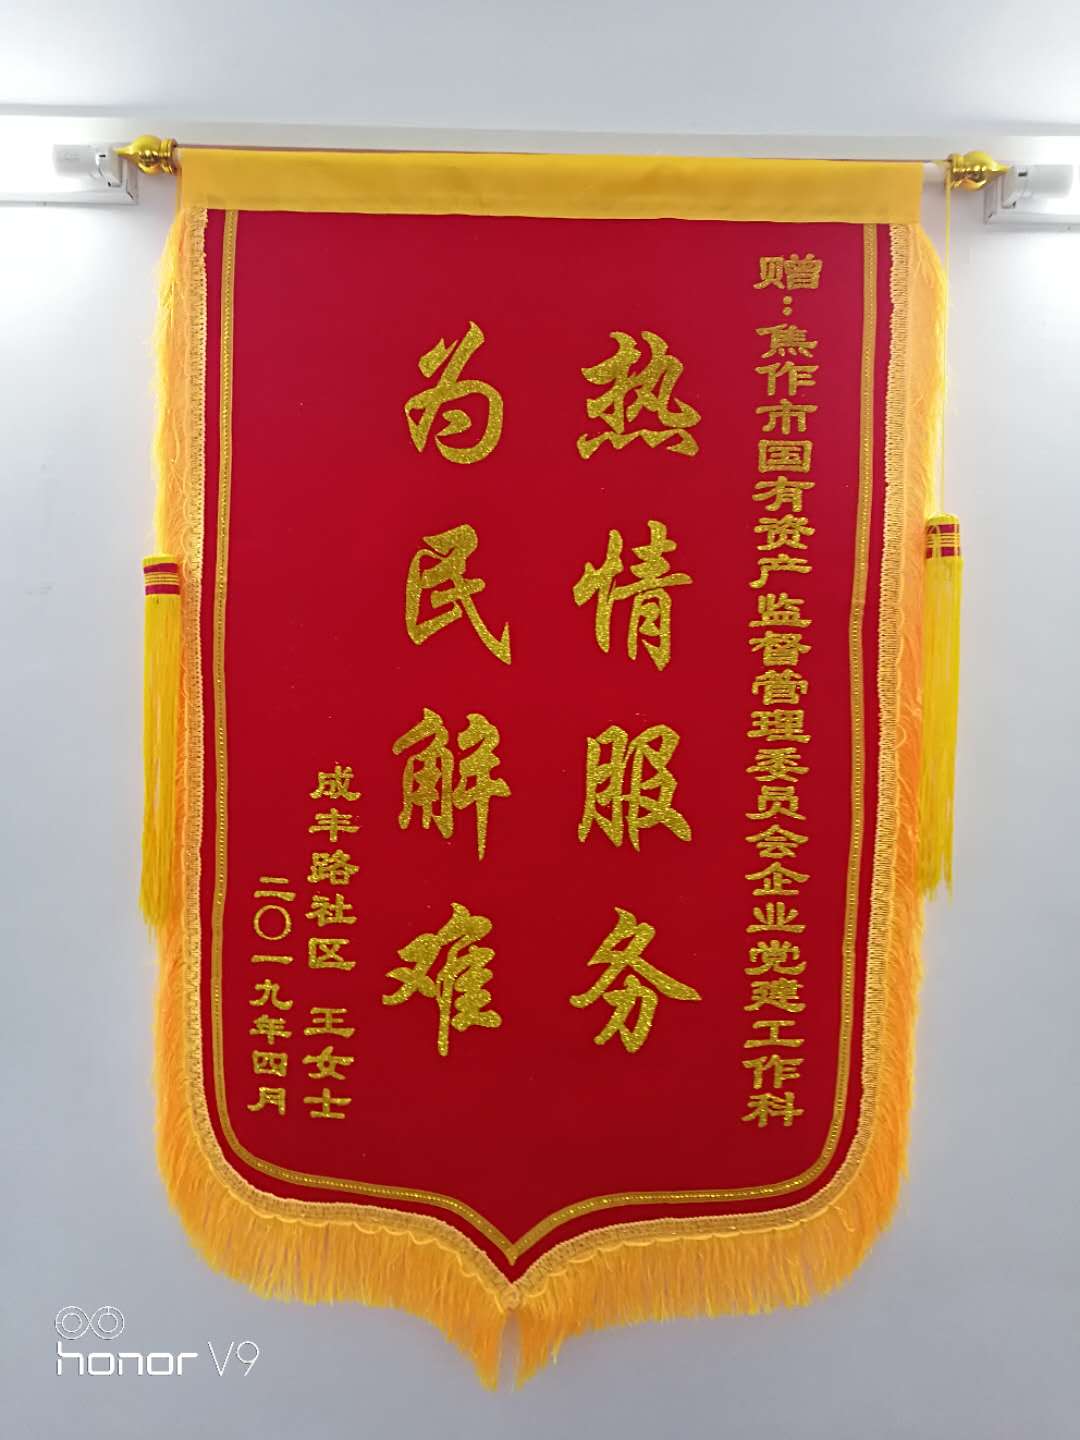 赠：焦作市国有资产监督管理委员会企业党建工作科
热情服务
为民解难
成丰路社区 王女士
二〇一九年四月
honor V9